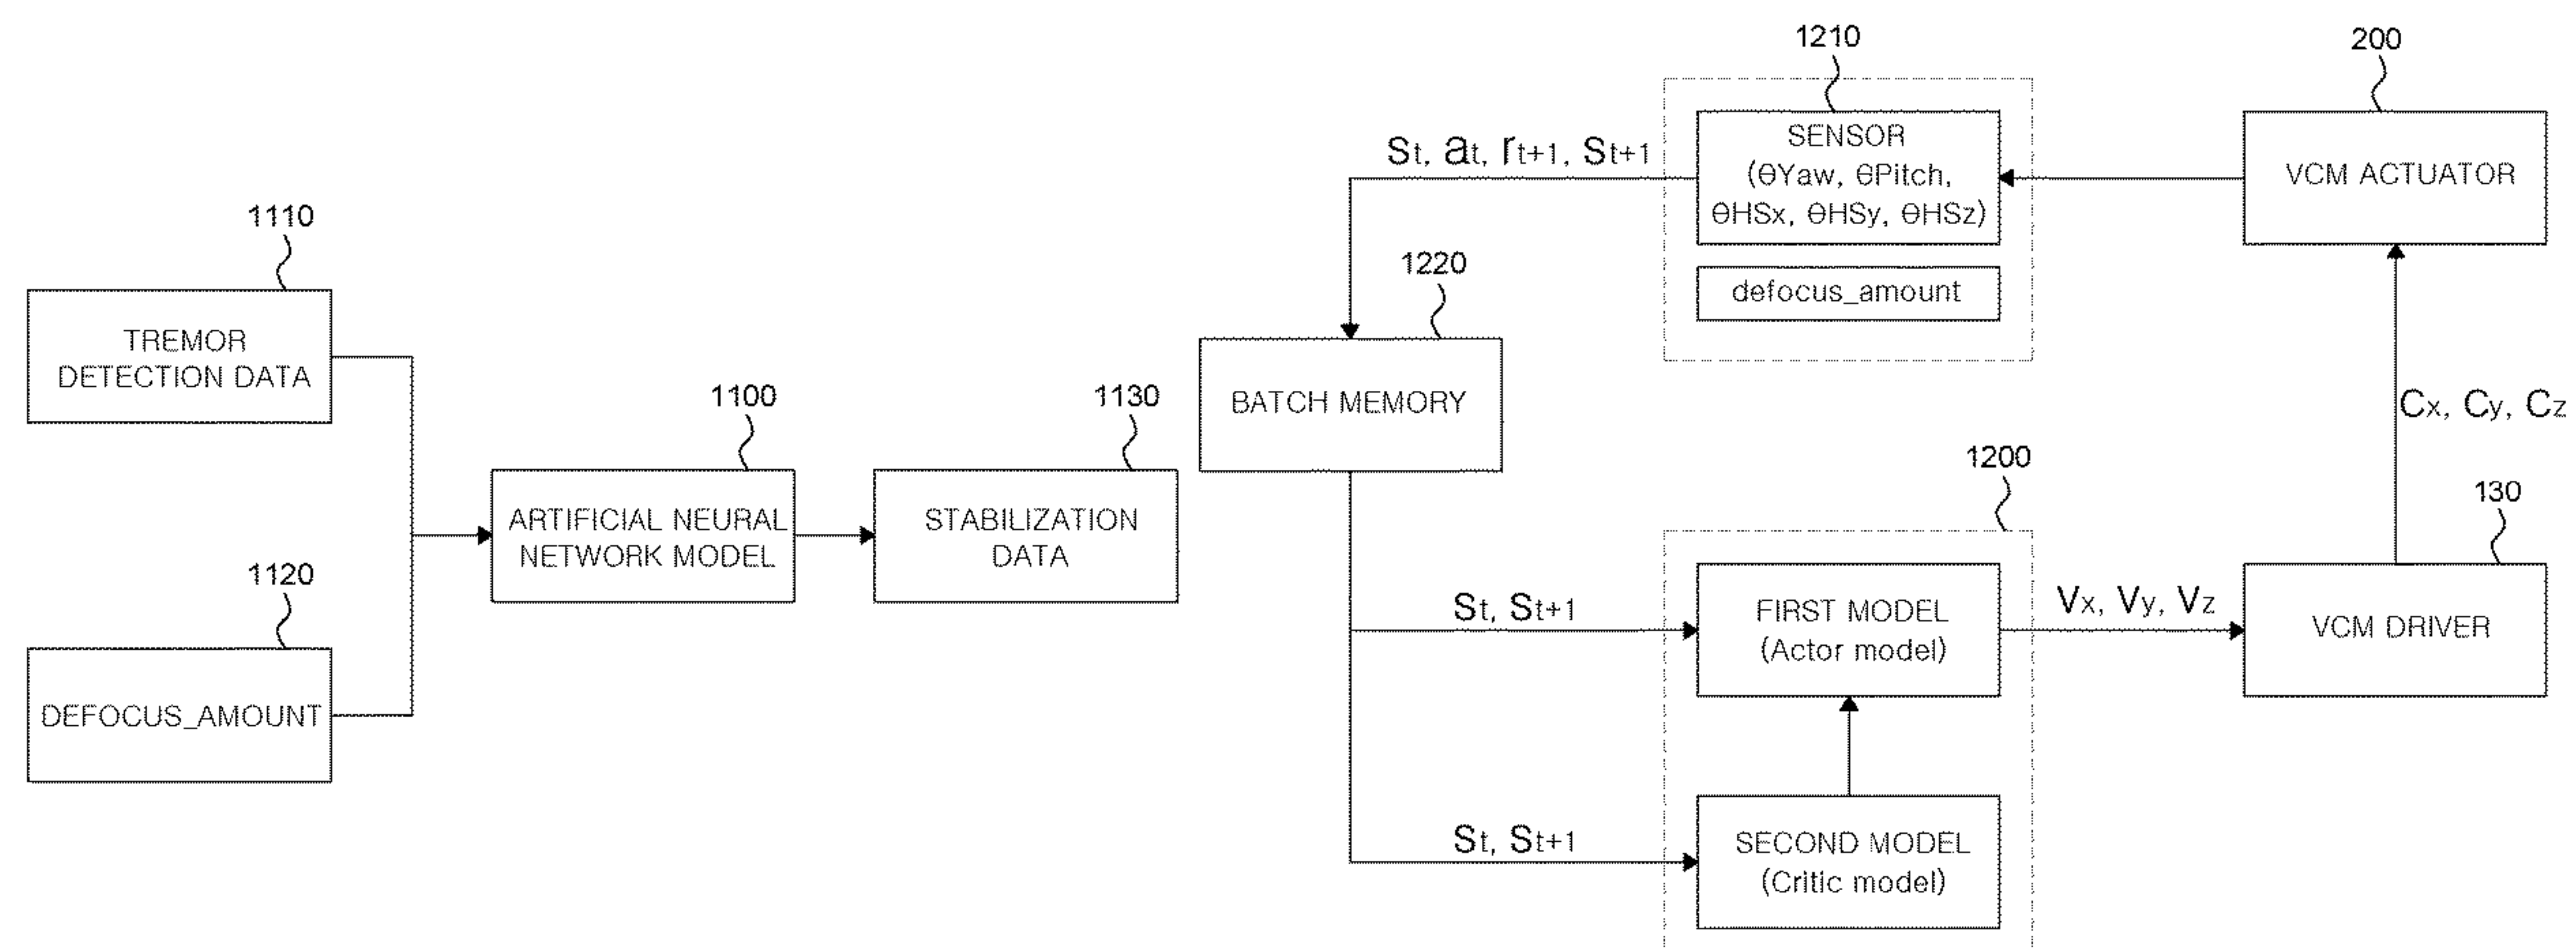 1110
TREMOR
DETECTION DATA
1120
DEFOCUS_AMOUNT
1100
ARTIFICIAL NEURAL
NETWORK MODEL
1130
STABILIZATION
DATA
1210
SENSOR
(θYaw, θPitch,
θHSx, θHSy, θHSz)
defocus_amount
200
VCM ACTUATOR
St, at, rt+1, St+1
1220
BATCH MEMORY
Cx, Cy, Cz
1200
St, St+1
FIRST MODEL
(Actor model)
Vx, Vy, Vz
130
VCM DRIVER
St, St+1
SECOND MODEL
(Critic model)